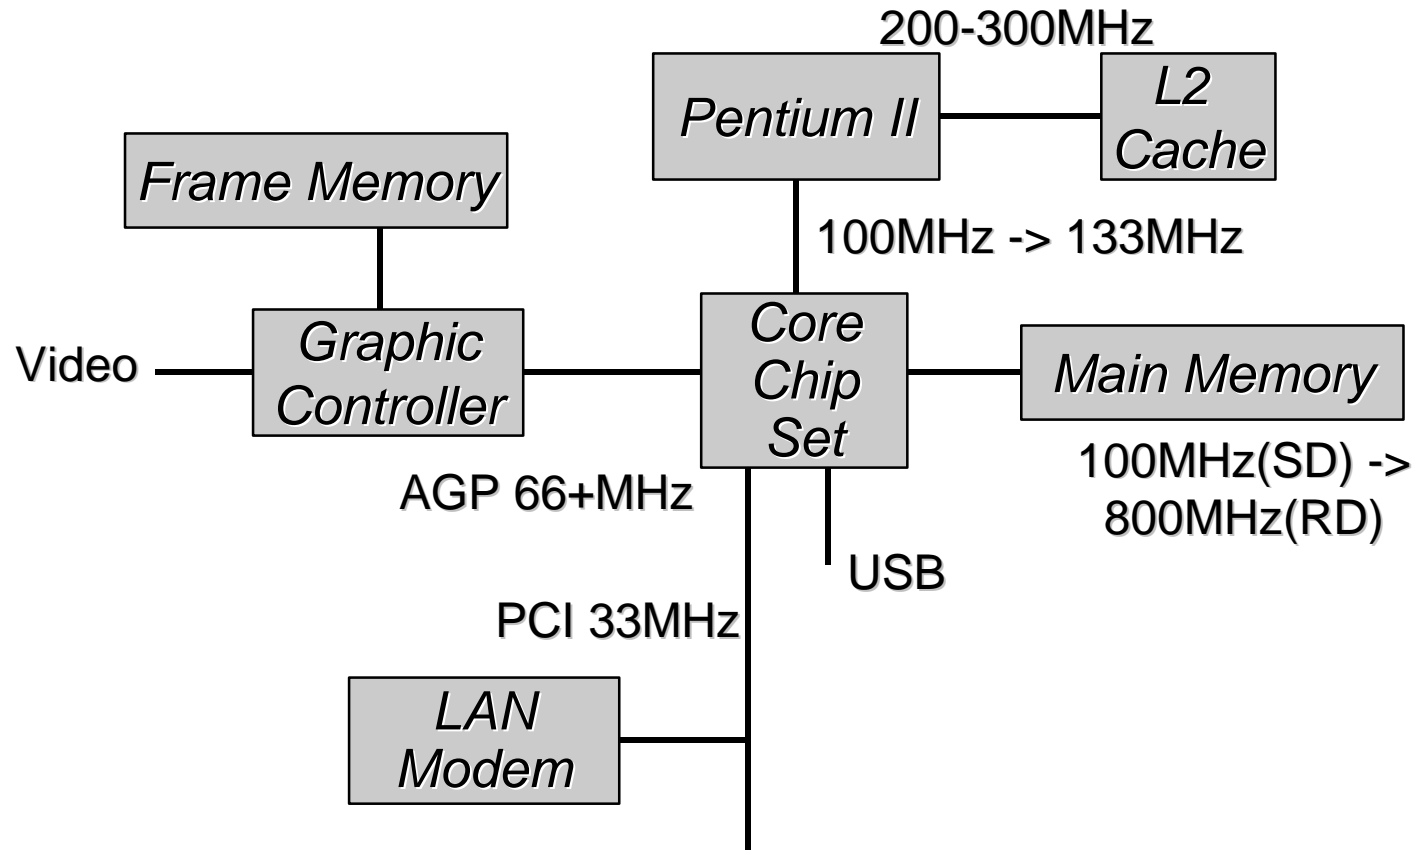 200-300MHz
Pentium II
L2
Cache
Frame Memory
100MHz -> 133MHz
Video
Graphic
Controller
Core
Chip
Set
Main Memory
100MHz(SD) ->
800MHz(RD)
AGP 66+MHz
USB
PCI 33MHz
LAN
Modem